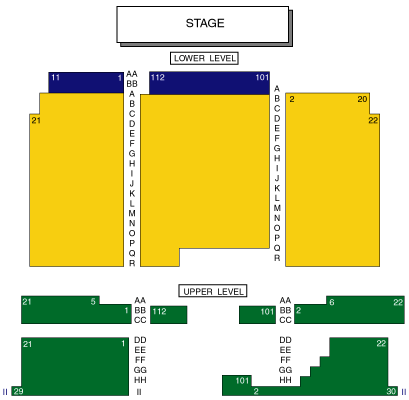 STAGE
LOWER LEVEL
11 1 AA 112 101
BB
A A
21 B B 2 20
C C 22
D D
E E
F F
G G
H H
I I
J J
K K
L L
M M
N N
O O
P P
Q Q
R R
UPPER LEVEL
21 5 AA AA 6 22
1 BB 112 101 BB 2
CC CC
21 1 DD DD 22
EE EE
FF FF
GG GG
HH 101 HH
II 29 II 2 30 II